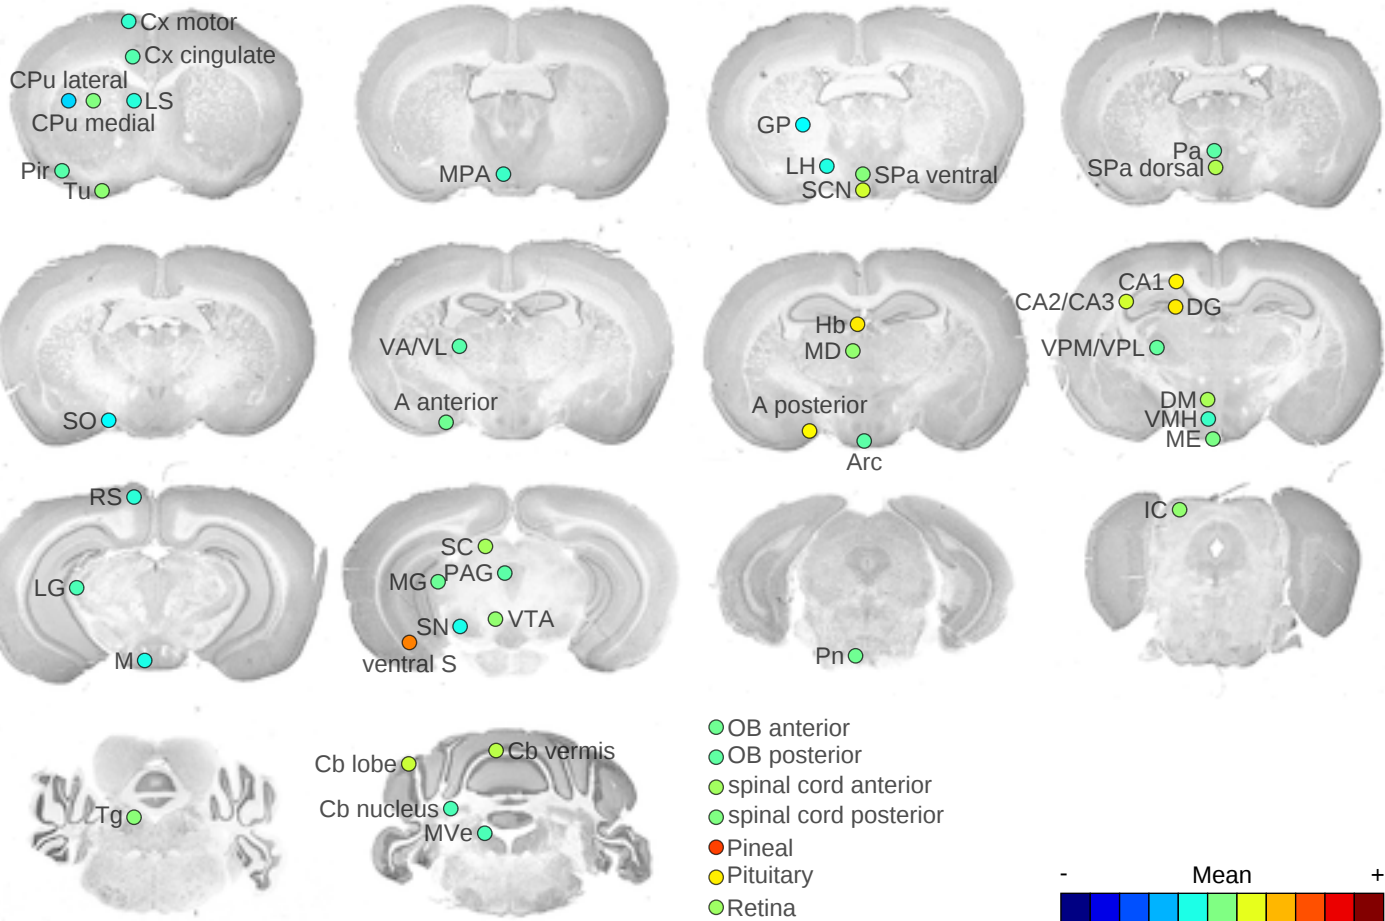 Cx motor
Cx cingulate
CPu lateral
LS
CPu medial
Pir
Tu
MPA
GP
LH
SPa ventral
SCN
Pa
SPa dorsal
SO
VA/VL
A anterior
Hb
MD
A posterior
Arc
CA1
CA2/CA3
DG
VPM/VPL
DM
VMH
ME
RS
LG
M
SC
MG PAG
SN VTA
ventral S
Pn
IC
Tg
Cb lobe Cb vermis
Cb nucleus
MVe
OB anterior
OB posterior
spinal cord anterior
spinal cord posterior
Pineal
Pituitary
Retina
- Mean +